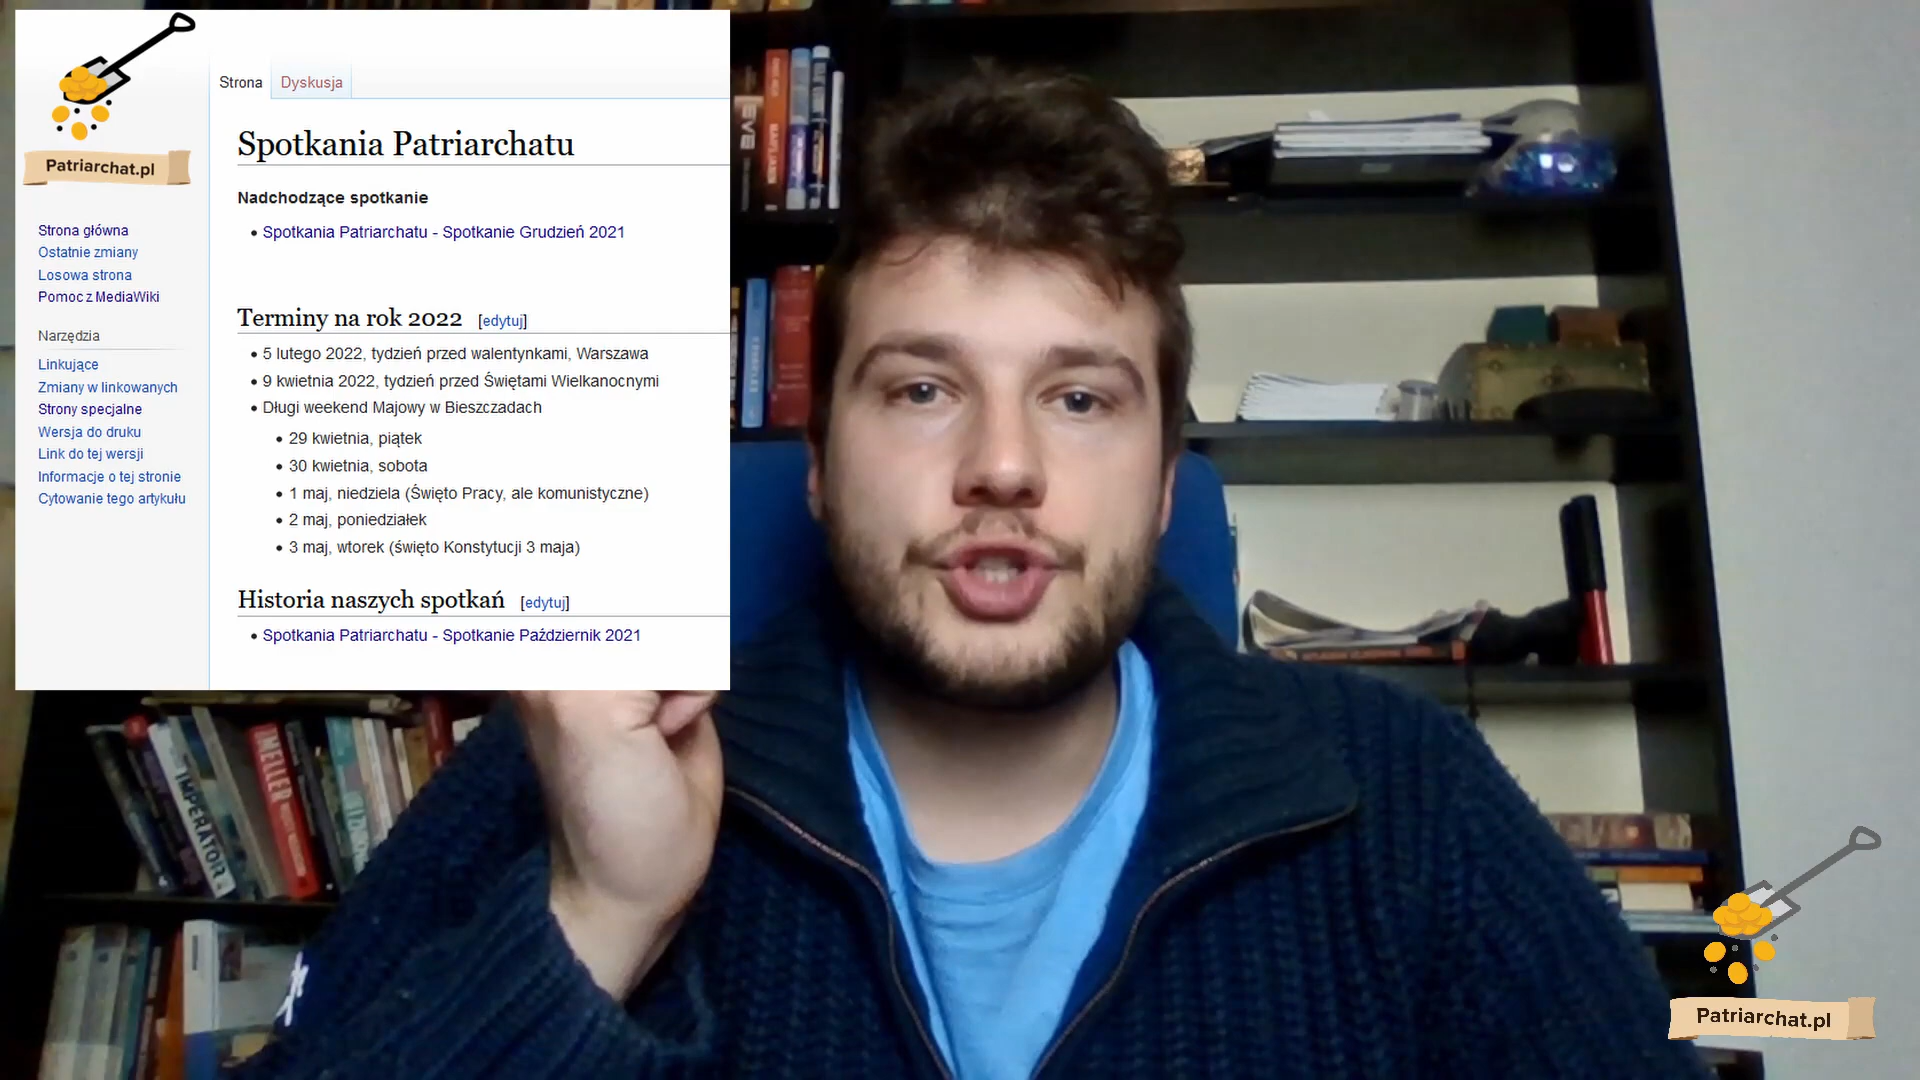 Patriarchat.pl
Strona główna
Ostatnie zmiany
Losowa strona
Pomoc z MediaWiki
Narzędzia
Linkujące
Zmiany w linkowanych
Strony specjalne
Wersja do druku
Link do tej wersji
Informacje o tej stronie
Cytowanie tego artykułu
Strona Dyskusja
Spotkania Patriarchatu
Nadchodzące spotkanie
• Spotkania Patriarchatu - Spotkanie Grudzień 2021
Terminy na rok 2022 [edytuj]
• 5 lutego 2022, tydzień przed walentynkami, Warszawa
• 9 kwietnia 2022, tydzień przed Świętami Wielkanocnymi
• Długi weekend Majowy w Bieszczadach
• 29 kwietnia, piątek
• 30 kwietnia, sobota
• 1 maj, niedziela (Święto Pracy, ale komunistyczne)
• 2 maj, poniedziałek
• 3 maj, wtorek (święto Konstytucji 3 maja)
Historia naszych spotkań [edytuj]
• Spotkania Patriarchatu - Spotkanie Październik 2021
IMPERATOR
Patriarchat.pl